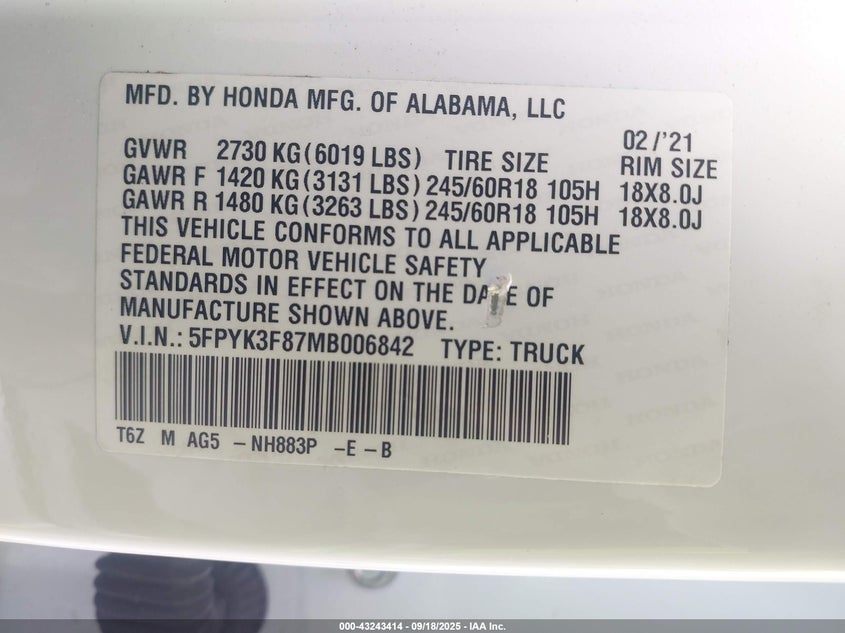 MFD. BY HONDA MFG. OF ALABAMA, LLC
02/'21
GVWR 2730 KG (6019 LBS) TIRE SIZE RIM SIZE
GAWR F 1420 KG (3131 LBS) 245/60R18 105H 18X8.0J
GAWR R 1480 KG (3263 LBS) 245/60R18 105H 18X8.0J
THIS VEHICLE CONFORMS TO ALL APPLICABLE
FEDERAL MOTOR VEHICLE SAFETY
STANDARDS IN EFFECT ON THE DATE OF
MANUFACTURE SHOWN ABOVE.
V.I.N.: 5FPYK3F87MB006842 TYPE: TRUCK
T6Z M AG5 – NH883P –E –B
000-43243414 - 09/18/2025 - IAA Inc.